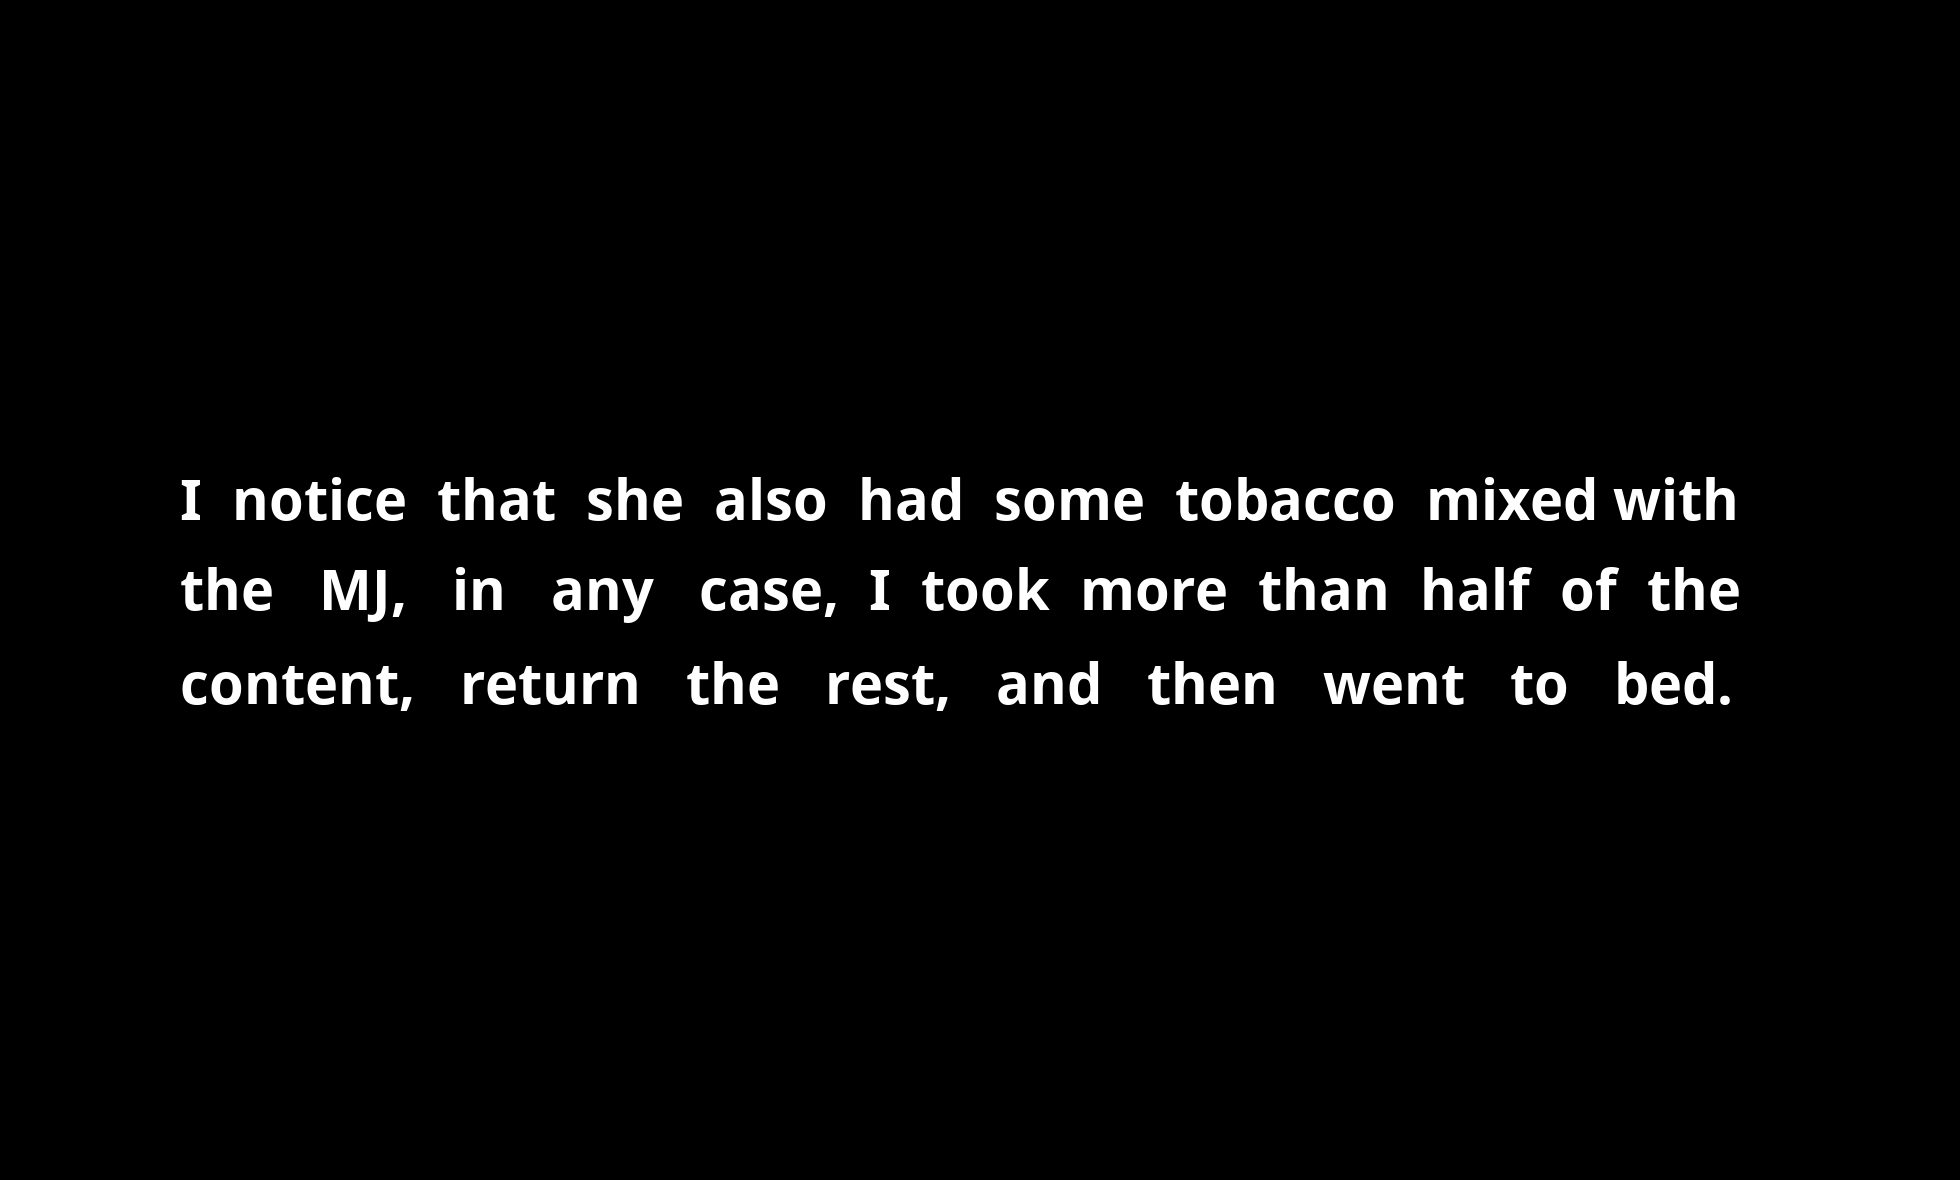 I notice that she also had some tobacco mixed with
the MJ, in any case, I took more than half of the
content, return the rest, and then went to bed.